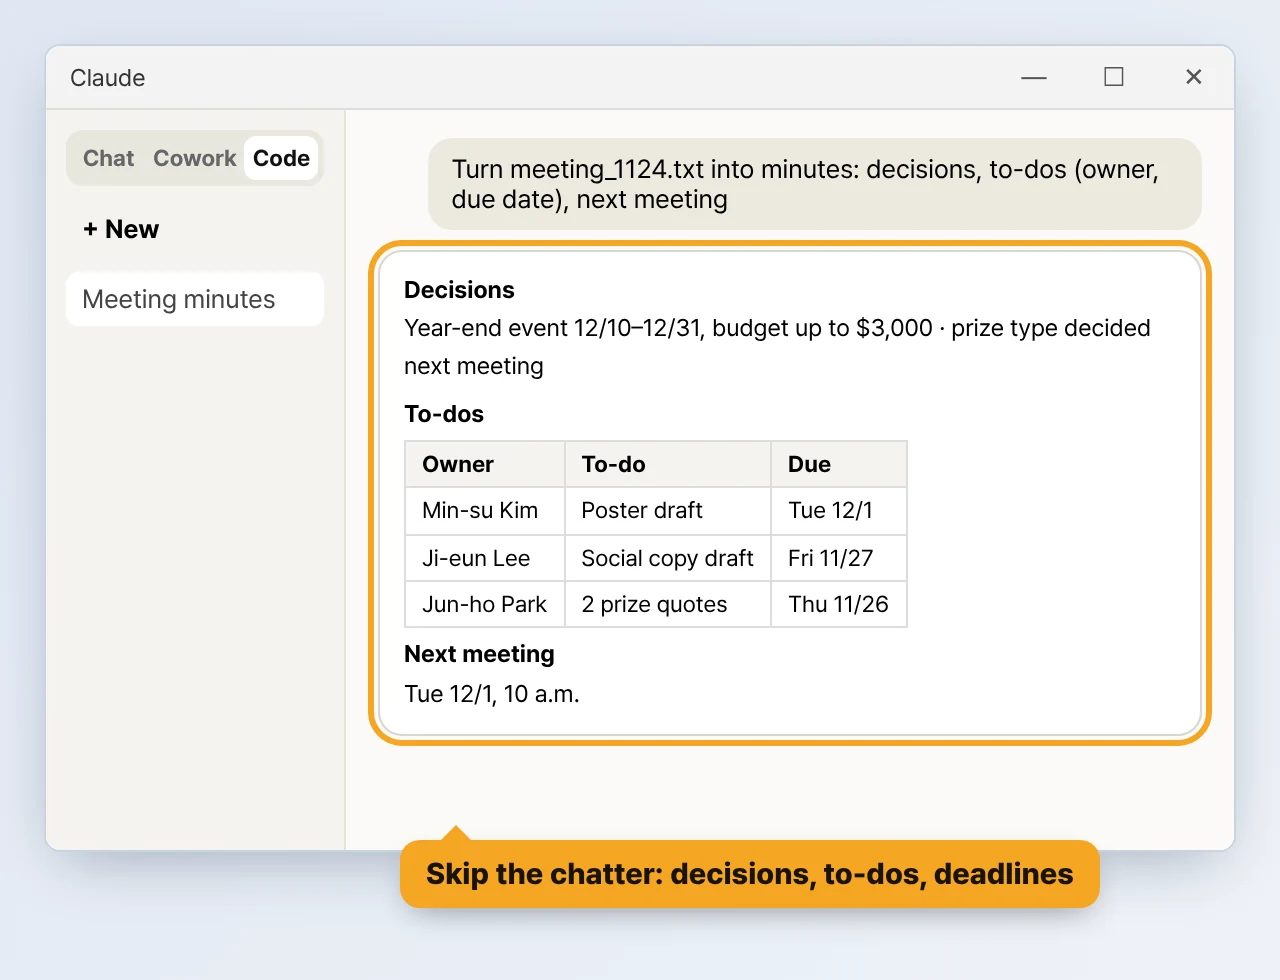 Claude
Chat Cowork Code
+ New
Meeting minutes
Turn meeting_1124.txt into minutes: decisions, to-dos (owner,
due date), next meeting
Decisions
Year-end event 12/10–12/31, budget up to $3,000 · prize type decided
next meeting
To-dos
Owner To-do Due
Min-su Kim Poster draft Tue 12/1
Ji-eun Lee Social copy draft Fri 11/27
Jun-ho Park 2 prize quotes Thu 11/26
Next meeting
Tue 12/1, 10 a.m.
Skip the chatter: decisions, to-dos, deadlines